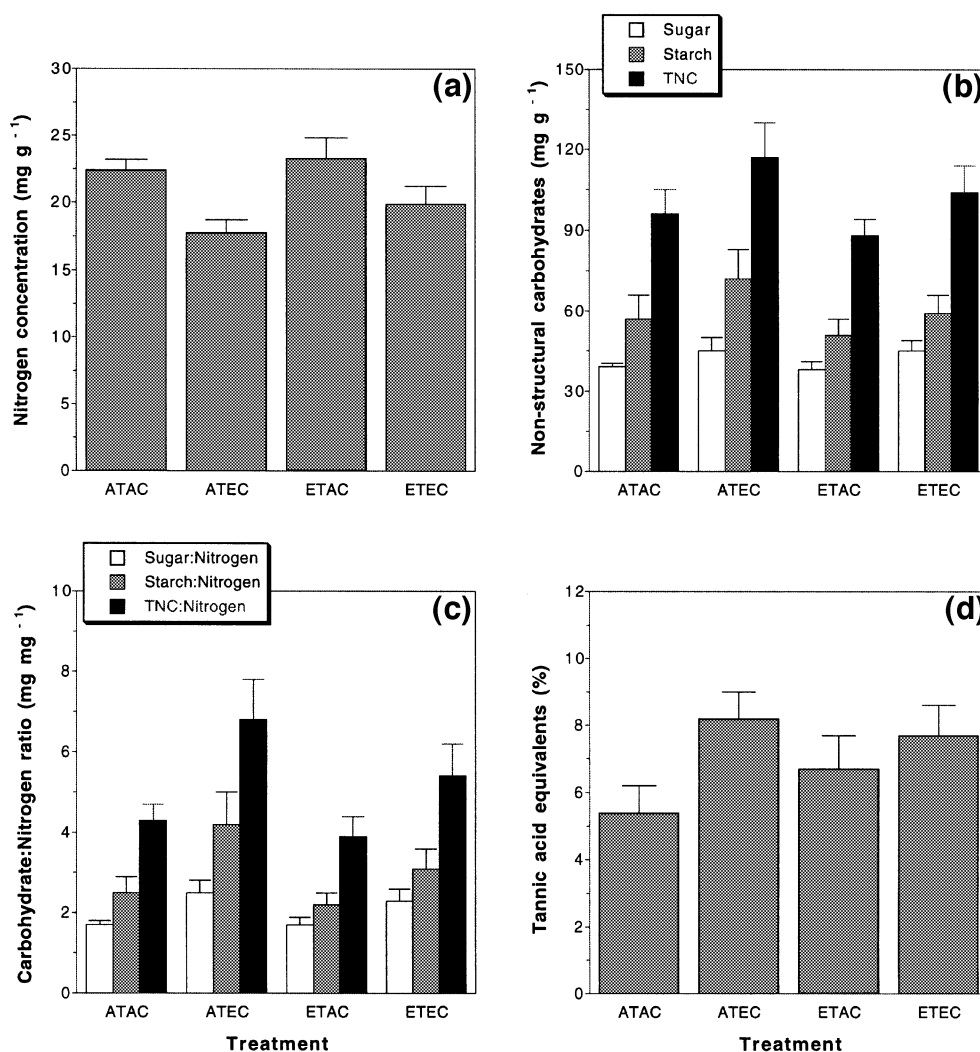 (a)
Nitrogen concentration (mg g -1)
30
25
20
15
10
5
0
ATAC ATEC ETAC ETEC
Sugar
Starch
TNC
(b)
Non-structural carbohydrates (mg g -1)
150
120
90
60
30
0
ATAC ATEC ETAC ETEC
Sugar:Nitrogen
Starch:Nitrogen
TNC:Nitrogen
(c)
Carbohydrate:Nitrogen ratio (mg mg -1)
10
8
6
4
2
0
ATAC ATEC ETAC ETEC
Treatment
(d)
Tannic acid equivalents (%)
12
10
8
6
4
2
0
ATAC ATEC ETAC ETEC
Treatment